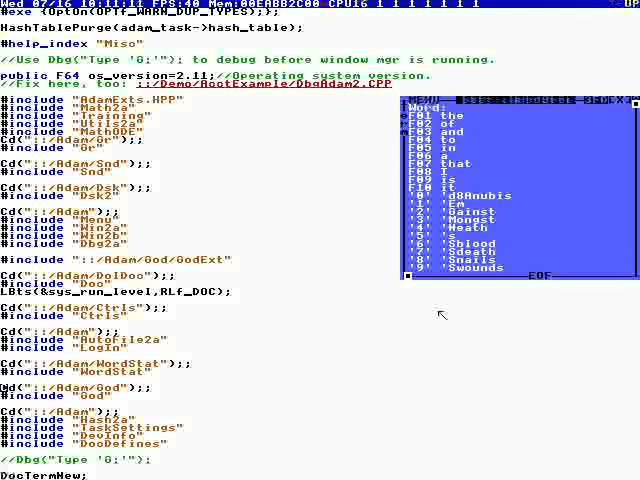 Wed 07/16 10:11:11 FPS:40 Mem:00EABB2C00 CPU16 1 1 1 1 1 1 1 UP
#exe {OptOn(OPTf_WARN_DUP_TYPES);};
HashTablePurge(adam_task->hash_table);
#help_index "Misc"
//Use Dbg("Type 'G;'"); to debug before window mgr is running.
public F64 os_version=2.11;//Operating system version.
//Fix here, too: ::/Demo/AcctExample/DbgAdam2.CPP
#include "AdamExts.HPP"
#include "Math2a"
#include "Training"
#include "Utils2a"
#include "MathODE"
Cd("::/Adam/Gr");;
#include "Gr"
Cd("::/Adam/Snd");;
#include "Snd"
Cd("::/Adam/Dsk");;
#include "Dsk2"
Cd("::/Adam");;
#include "Menu"
#include "Win2a"
#include "Win2b"
#include "Dbg2a"
#include "::/Adam/God/GodExt"
Cd("::/Adam/DolDoc");;
#include "Doc"
LBts(&sys_run_level,RLf_DOC);
Cd("::/Adam/Ctrls");;
#include "Ctrls"
Cd("::/Adam");;
#include "AutoFile2a"
#include "LogIn"
Cd("::/Adam/WordStat");;
#include "WordStat"
Cd("::/Adam/God");;
#include "God"
Cd("::/Adam");;
#include "Hash2a"
#include "TaskSettings"
#include "DevInfo"
#include "DocDefines"
//Dbg("Type 'G;'");
DocTermNew;
MENU
Word:
F01 the
F02 of
F03 and
F04 to
F05 in
F06 a
F07 that
F08 I
F09 is
F10 it
'0' 'd8Anubis
'1' 'Em
'2' 'Gainst
'3' 'Mongst
'4' 'Neath
'5' 's
'6' 'Sblood
'7' 'Sdeath
'8' 'Snails
'9' 'Swounds
EOF